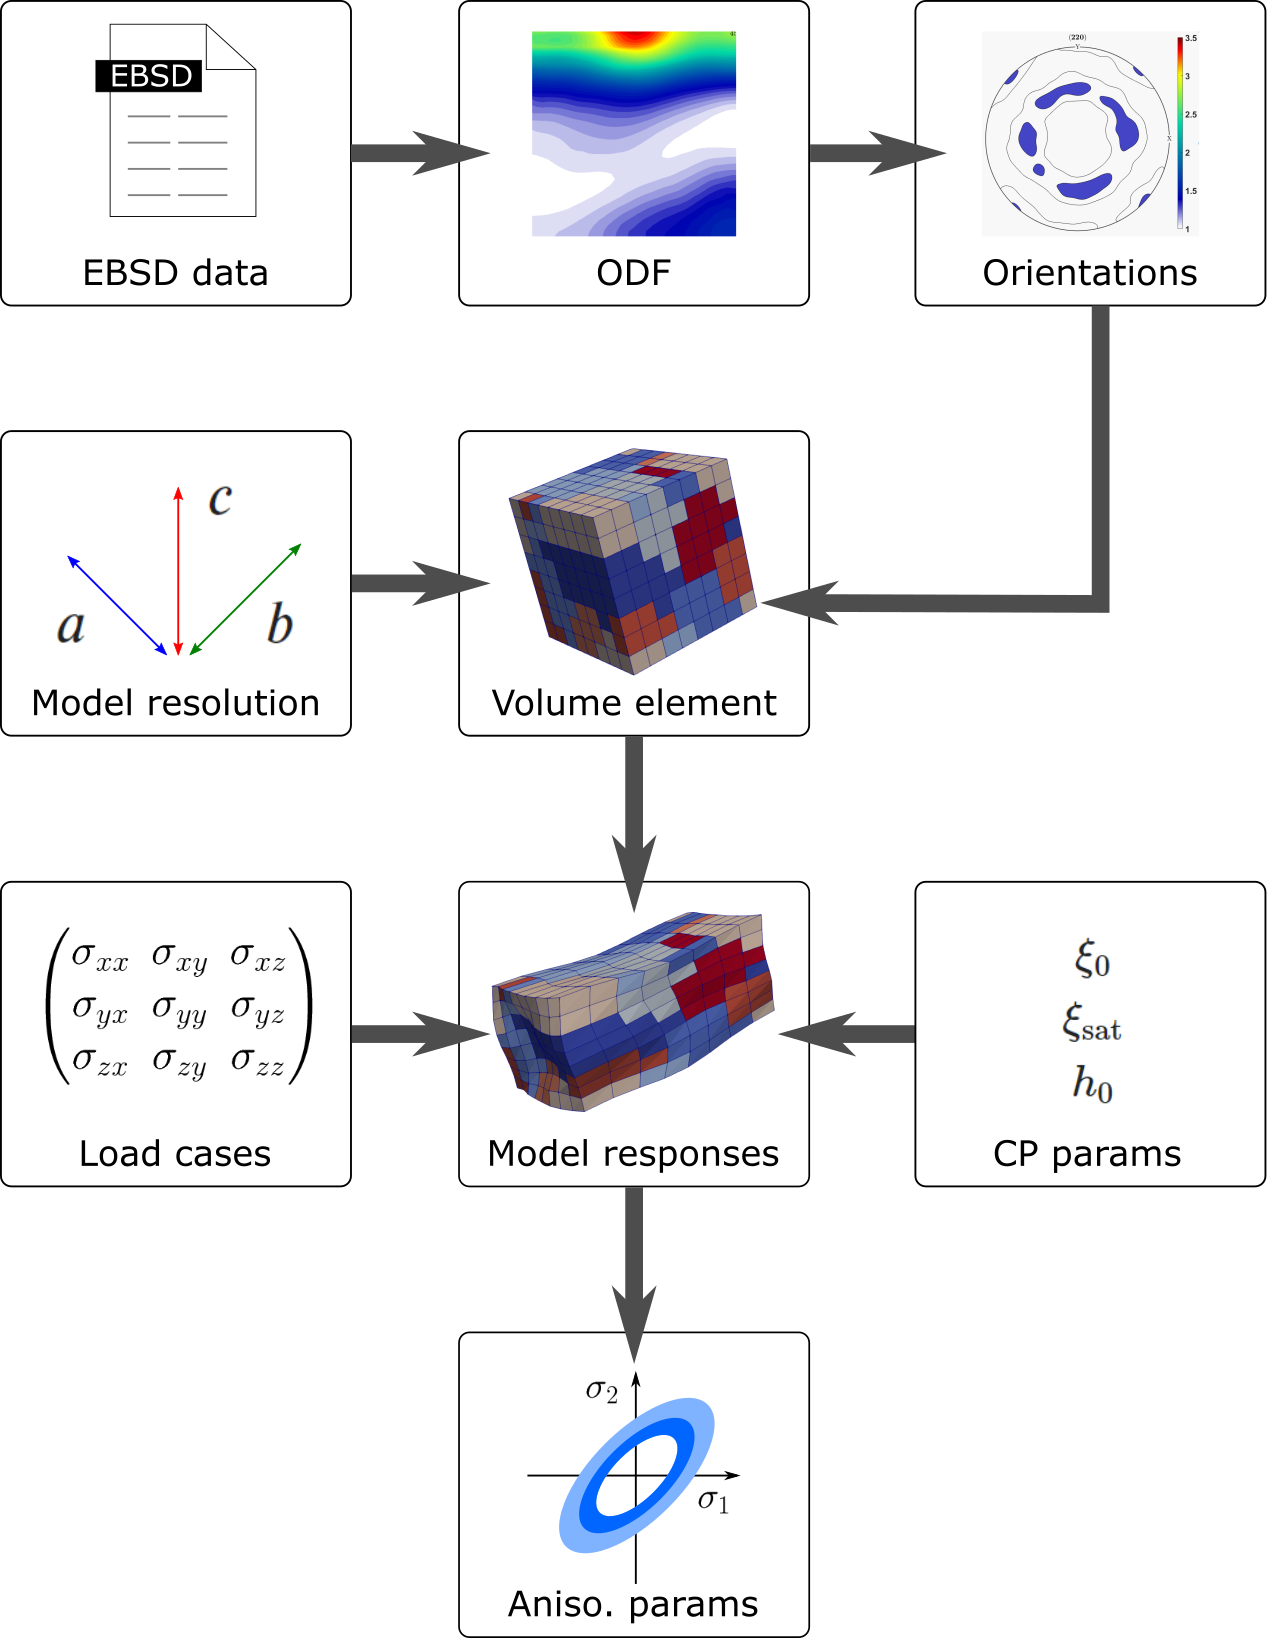 EBSD
EBSD data
ODF
(220)
Y
X
3.5
3
2.5
2
1.5
1
Orientations
c
a
b
Model resolution
Volume element
σxx σxy σxz
σyx σyy σyz
σzx σzy σzz
Load cases
Model responses
ξ0
ξsat
h0
CP params
σ2
σ1
Aniso. params